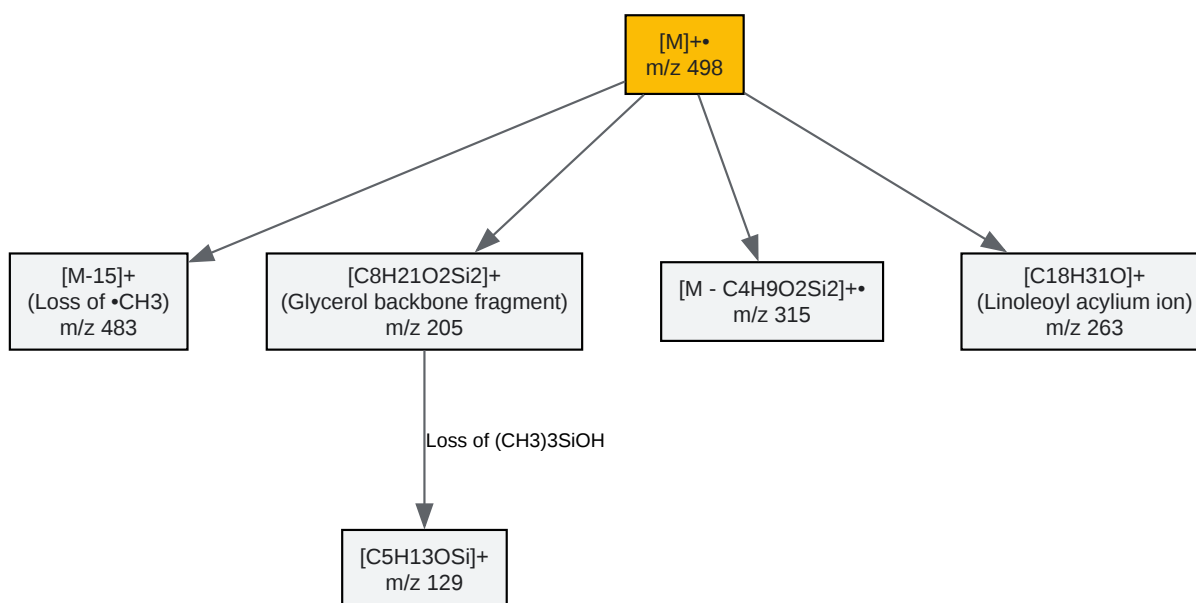 [M]+•
m/z 498
[M-15]+
(Loss of •CH3)
m/z 483
[C8H21O2Si2]+
(Glycerol backbone fragment)
m/z 205
[M - C4H9O2Si2]+•
m/z 315
[C18H31O]+
(Linoleoyl acylium ion)
m/z 263
Loss of (CH3)3SiOH
[C5H13OSi]+
m/z 129